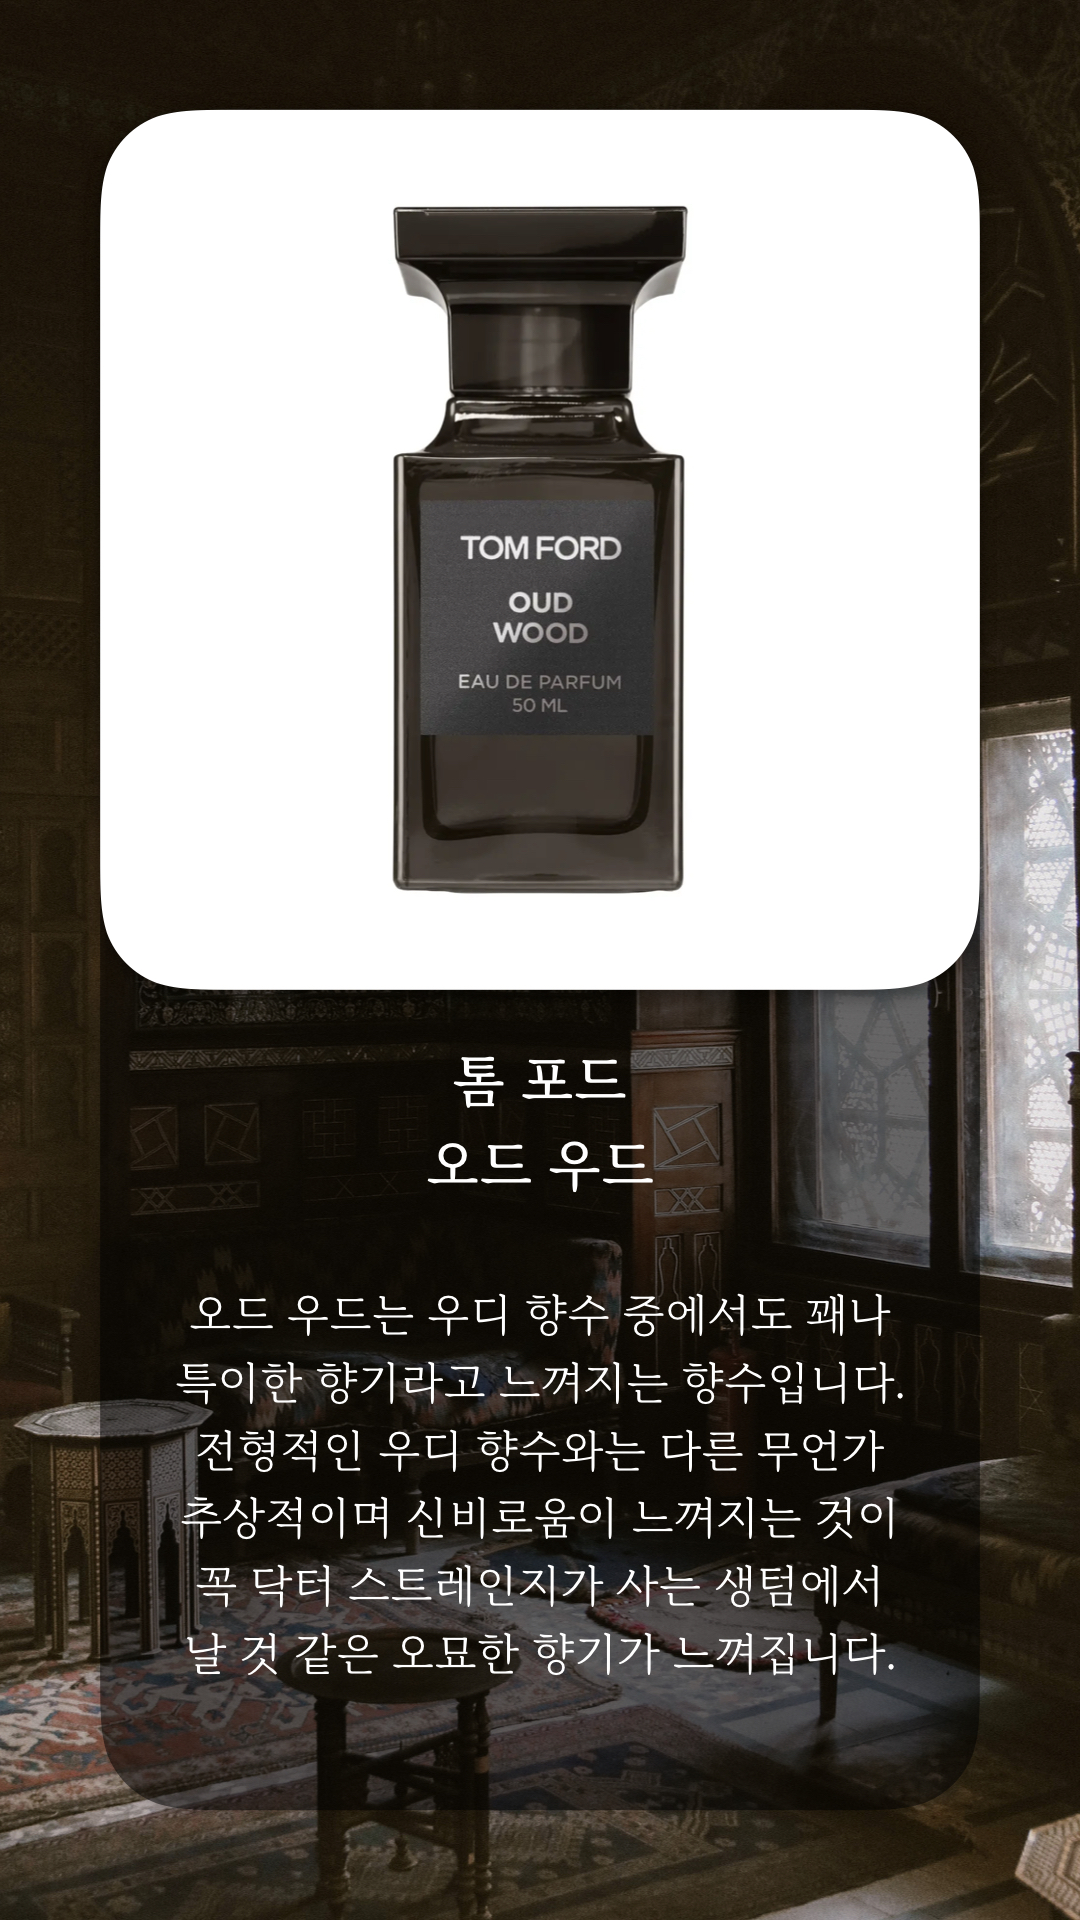 TOM FORD
OUD
WOOD
EAU DE PARFUM
50 ML
톰 포드
오드 우드
오드 우드는 우디 향수 중에서도 꽤나
특이한 향기라고 느껴지는 향수입니다.
전형적인 우디 향수와는 다른 무언가
추상적이며 신비로움이 느껴지는 것이
꼭 닥터 스트레인지가 사는 생텀에서
날 것 같은 오묘한 향기가 느껴집니다.